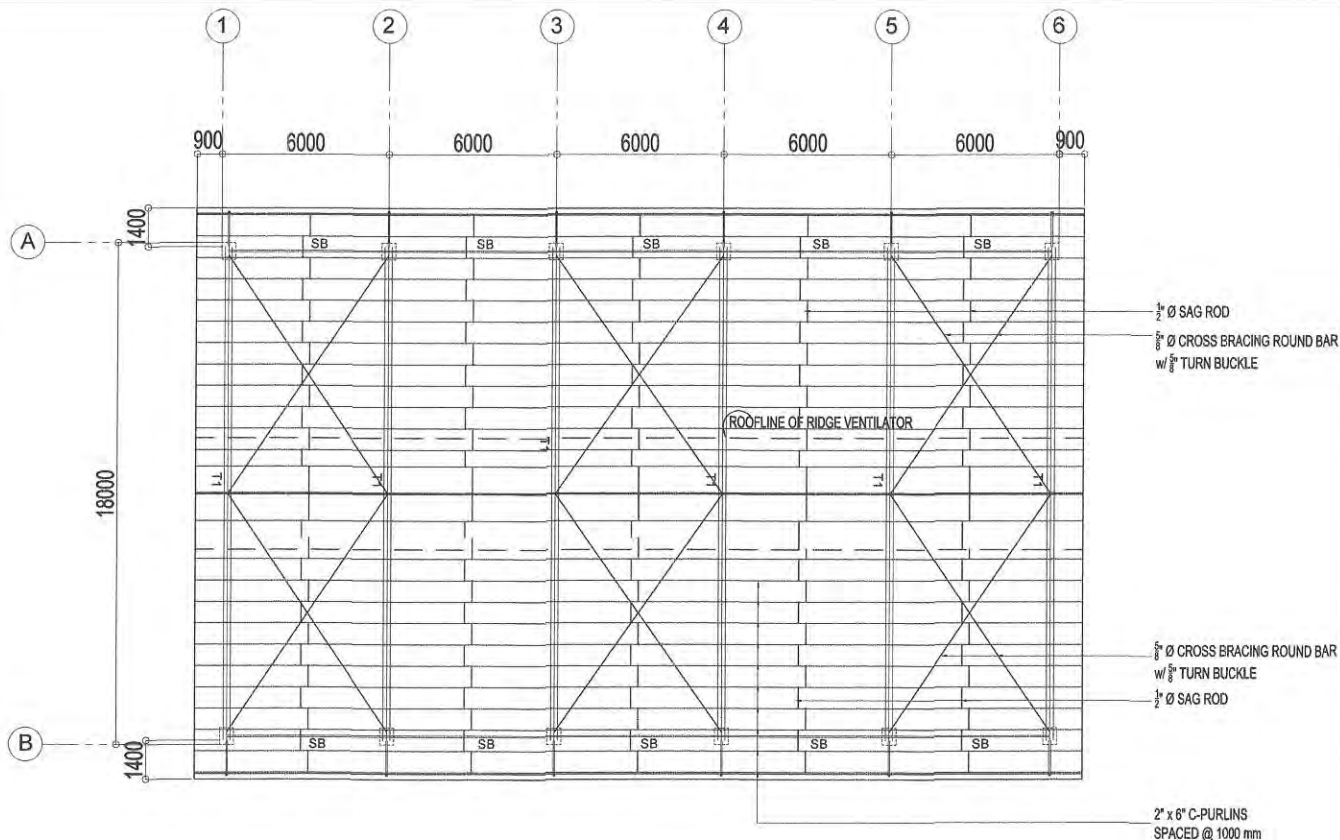 1 2 3 4 5 6
900 6000 6000 6000 6000 6000 900
1400
A
SB SB SB SB SB
½" Ø SAG ROD
⅝" Ø CROSS BRACING ROUND BAR
w/ ⅝" TURN BUCKLE
ROOFLINE OF RIDGE VENTILATOR
T1
T1 T1 T1 T1 T1
18000
⅝" Ø CROSS BRACING ROUND BAR
w/ ⅝" TURN BUCKLE
½" Ø SAG ROD
B
SB SB SB SB SB
1400
2" x 6" C-PURLINS
SPACED @ 1000 mm